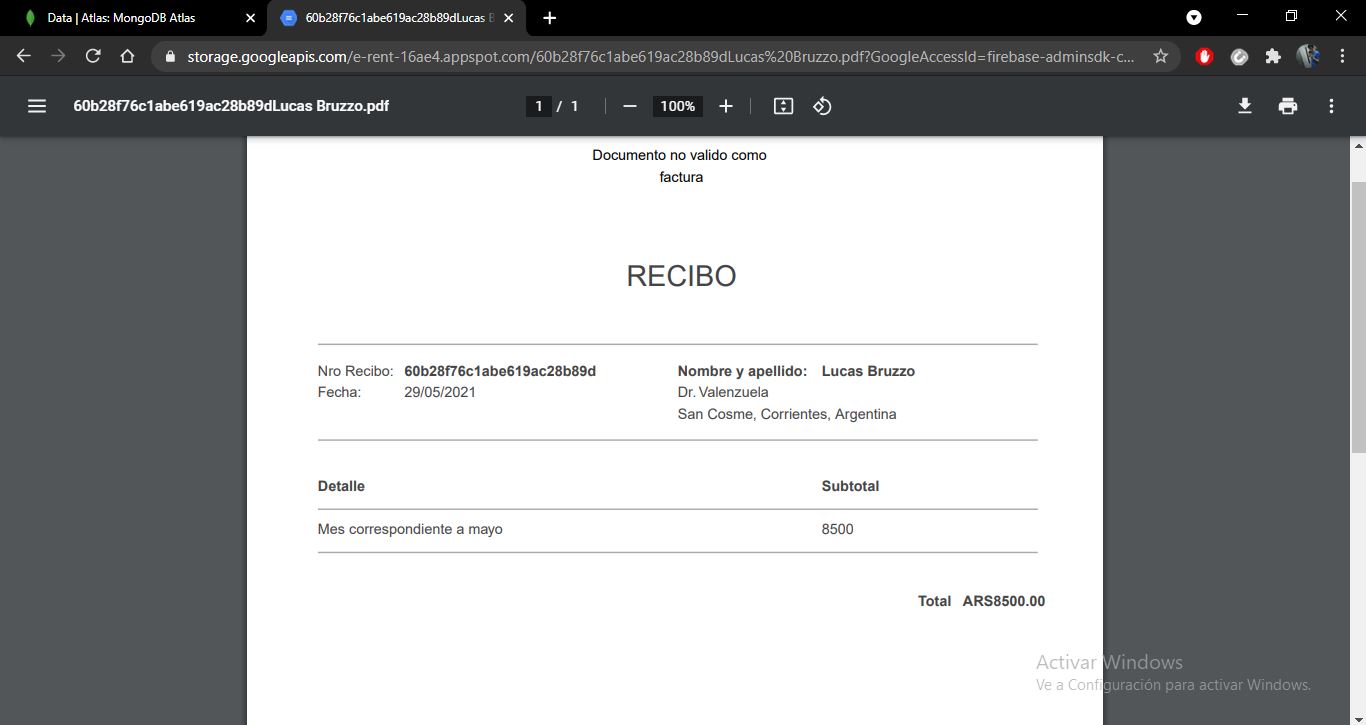 Data | Atlas: MongoDB Atlas
60b28f76c1abe619ac28b89dLucas B
storage.googleapis.com/e-rent-16ae4.appspot.com/60b28f76c1abe619ac28b89dLucas%20Bruzzo.pdf?GoogleAccessId=firebase-adminsdk-c...
60b28f76c1abe619ac28b89dLucas Bruzzo.pdf
1 / 1
100%
Documento no valido como
factura
RECIBO
Nro Recibo: 60b28f76c1abe619ac28b89d
Fecha: 29/05/2021
Nombre y apellido: Lucas Bruzzo
Dr. Valenzuela
San Cosme, Corrientes, Argentina
Detalle Subtotal
Mes correspondiente a mayo 8500
Total ARS8500.00
Activar Windows
Ve a Configuración para activar Windows.